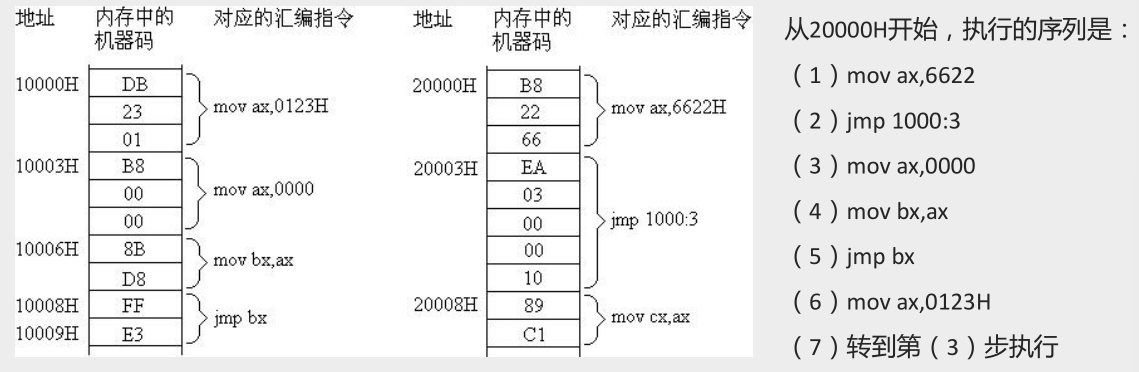 地址 内存中的机器码 对应的汇编指令
10000H DB
23 mov ax,0123H
01
10003H B8
00 mov ax,0000
00
10006H 8B
D8 mov bx,ax
10008H FF
10009H E3 jmp bx
地址 内存中的机器码 对应的汇编指令
20000H B8
22 mov ax,6622H
66
20003H EA
03
00 jmp 1000:3
00
10
20008H 89
C1 mov cx,ax
从20000H开始，执行的序列是：
（1）mov ax,6622
（2）jmp 1000:3
（3）mov ax,0000
（4）mov bx,ax
（5）jmp bx
（6）mov ax,0123H
（7）转到第（3）步执行